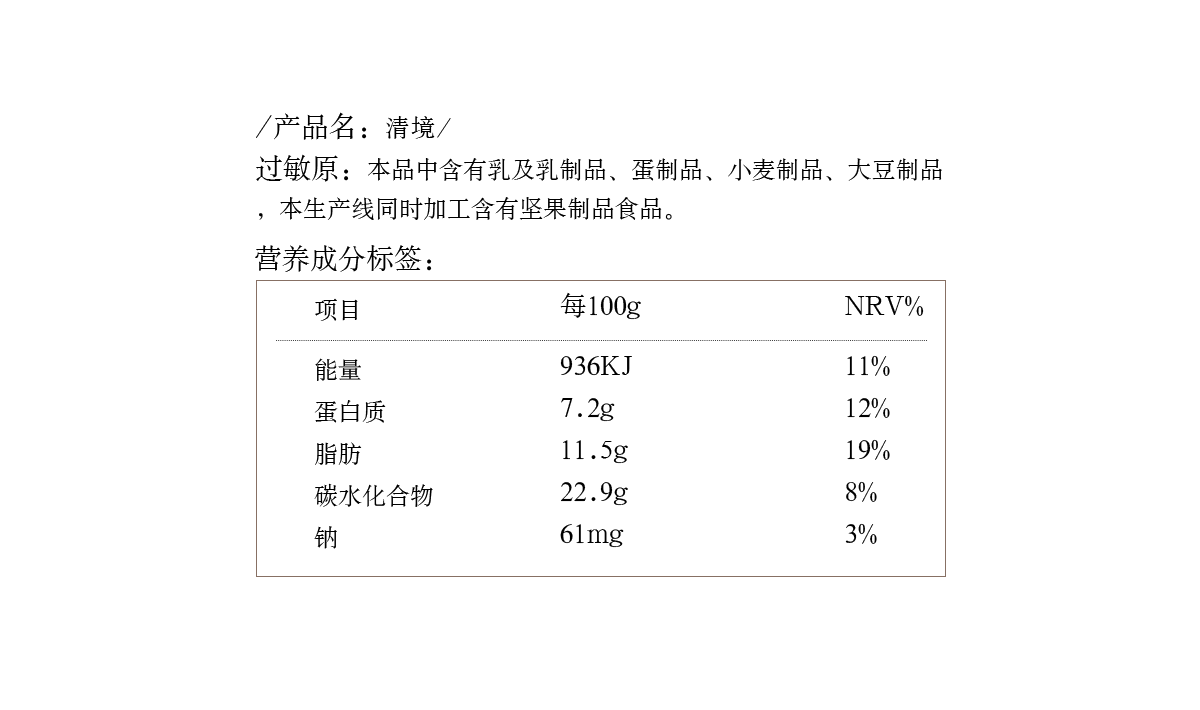 /产品名：清境/
过敏原：本品中含有乳及乳制品、蛋制品、小麦制品、大豆制品
，本生产线同时加工含有坚果制品食品。
营养成分标签：
项目 每100g NRV%
能量 936KJ 11%
蛋白质 7.2g 12%
脂肪 11.5g 19%
碳水化合物 22.9g 8%
钠 61mg 3%